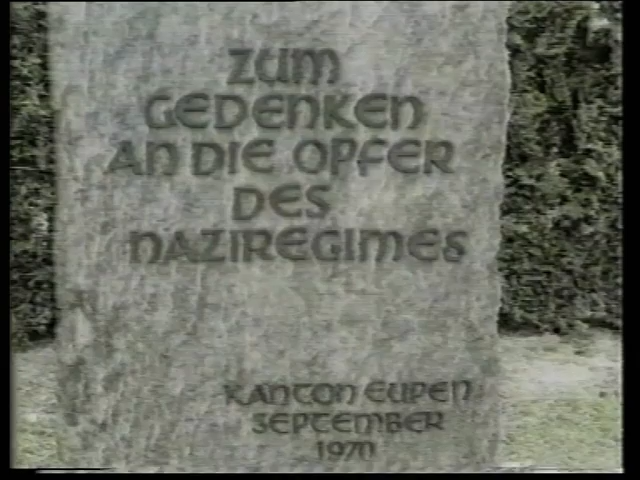 ZUM
GEDENKEN
AN DIE OPFER
DES
NAZIREGIMES
KANTON EUPEN
SEPTEMBER
1970